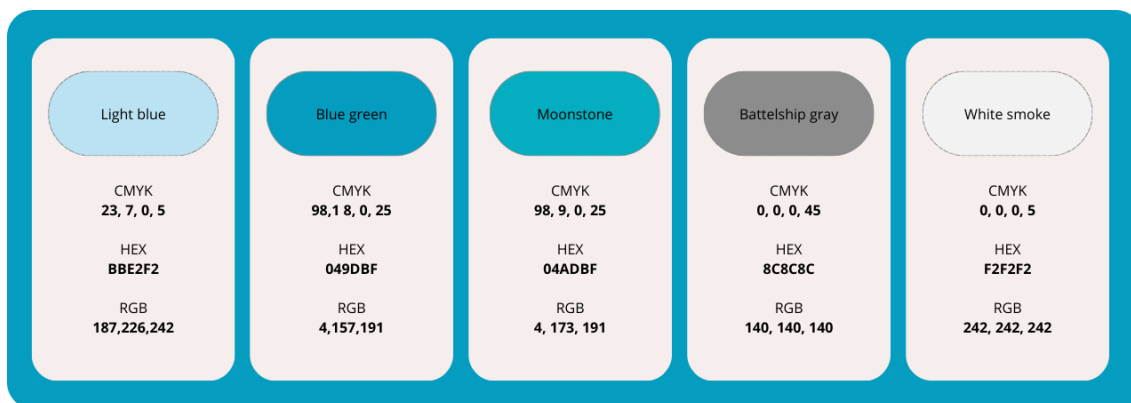 Light blue
CMYK
23, 7, 0, 5
HEX
BBE2F2
RGB
187,226,242
Blue green
CMYK
98,1 8, 0, 25
HEX
049DBF
RGB
4,157,191
Moonstone
CMYK
98, 9, 0, 25
HEX
04ADBF
RGB
4, 173, 191
Battelship gray
CMYK
0, 0, 0, 45
HEX
8C8C8C
RGB
140, 140, 140
White smoke
CMYK
0, 0, 0, 5
HEX
F2F2F2
RGB
242, 242, 242